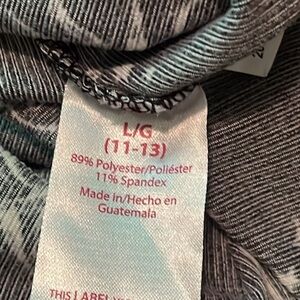 L/G
(11-13)
89% Polyester/Poliéster
11% Spandex
Made in/Hecho en
Guatemala
THIS LABEL